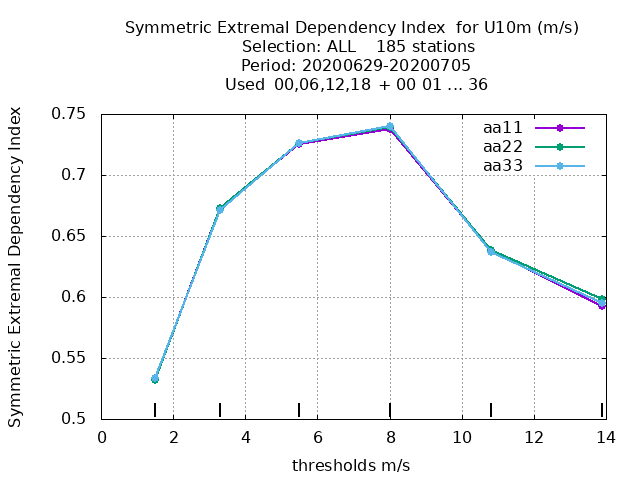 Symmetric Extremal Dependency Index for U10m (m/s)
Selection: ALL 185 stations
Period: 20200629-20200705
Used 00,06,12,18 + 00 01 ... 36
Symmetric Extremal Dependency Index
0.75
0.7
0.65
0.6
0.55
0.5
aa11
aa22
aa33
0 2 4 6 8 10 12 14
thresholds m/s